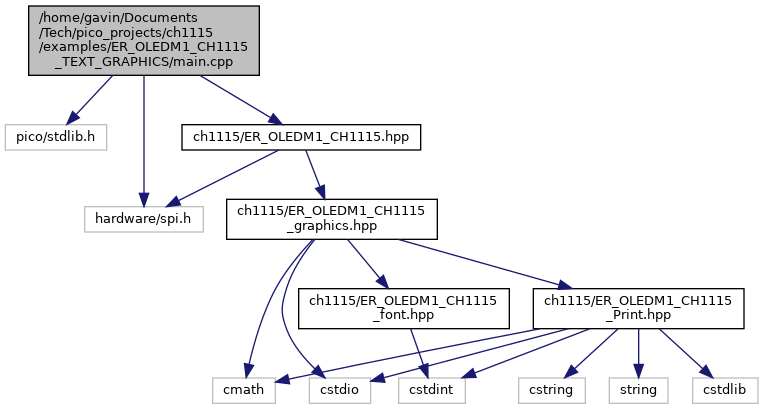 /home/gavin/Documents
/Tech/pico_projects/ch1115
/examples/ER_OLEDM1_CH1115
_TEXT_GRAPHICS/main.cpp
pico/stdlib.h
ch1115/ER_OLEDM1_CH1115.hpp
hardware/spi.h
ch1115/ER_OLEDM1_CH1115
_graphics.hpp
ch1115/ER_OLEDM1_CH1115
_font.hpp
ch1115/ER_OLEDM1_CH1115
_Print.hpp
cmath
cstdio
cstdint
cstring
string
cstdlib